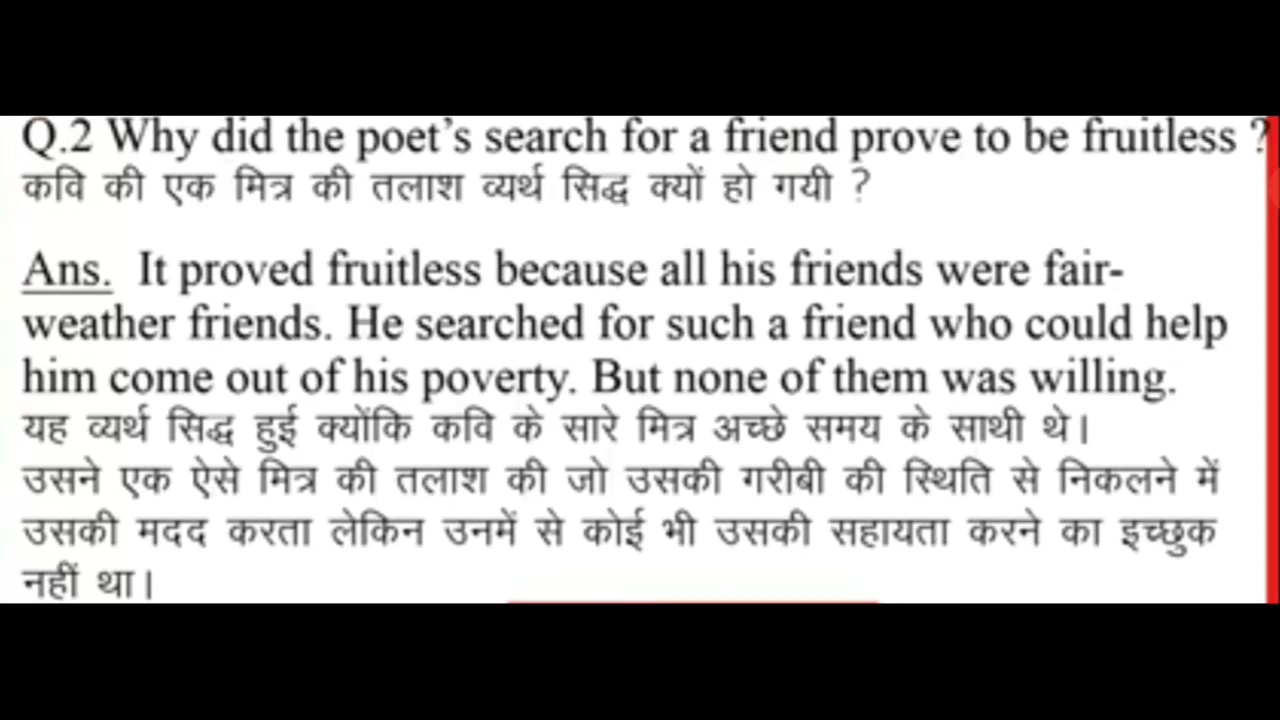 Q.2 Why did the poet's search for a friend prove to be fruitless ?
कवि की एक मित्र की तलाश व्यर्थ सिद्ध क्यों हो गयी ?
Ans. It proved fruitless because all his friends were fair-
weather friends. He searched for such a friend who could help
him come out of his poverty. But none of them was willing.
यह व्यर्थ सिद्ध हुई क्योंकि कवि के सारे मित्र अच्छे समय के साथी थे।
उसने एक ऐसे मित्र की तलाश की जो उसकी गरीबी की स्थिति से निकलने में
उसकी मदद करता लेकिन उनमें से कोई भी उसकी सहायता करने का इच्छुक
नहीं था।